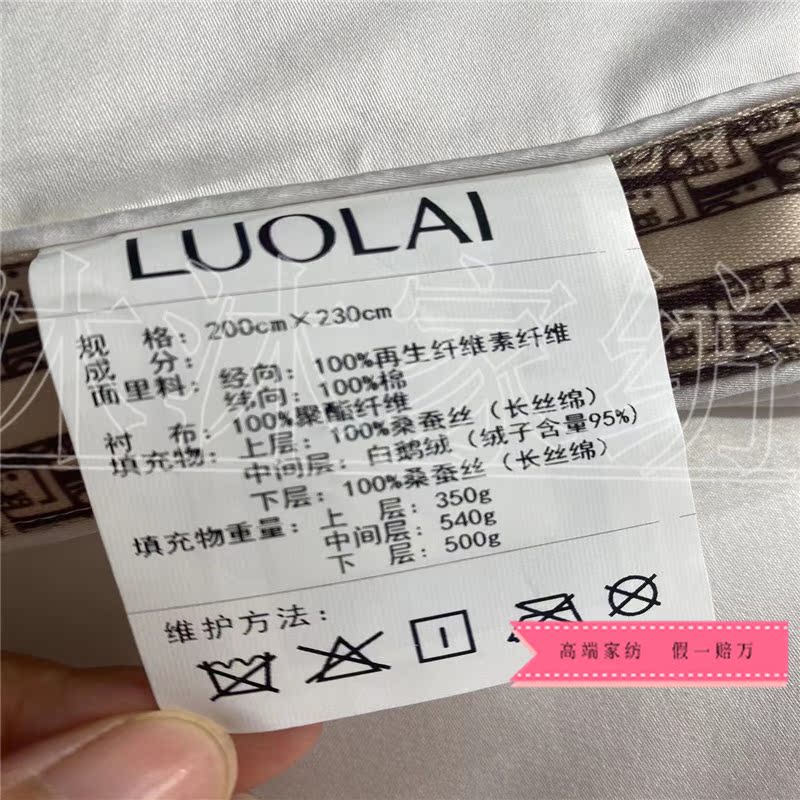 LUOLAI
规 格: 200cm×230cm
成 分:
面里料: 经向: 100%再生纤维素纤维
纬向: 100%棉
衬 布: 100%聚酯纤维
填充物: 上层: 100%桑蚕丝 (长丝绵)
中间层: 白鹅绒 (绒子含量95%)
下层: 100%桑蚕丝 (长丝绵)
填充物重量: 上 层: 350g
中间层: 540g
下 层: 500g
维护方法:
高端家纺 假一赔万